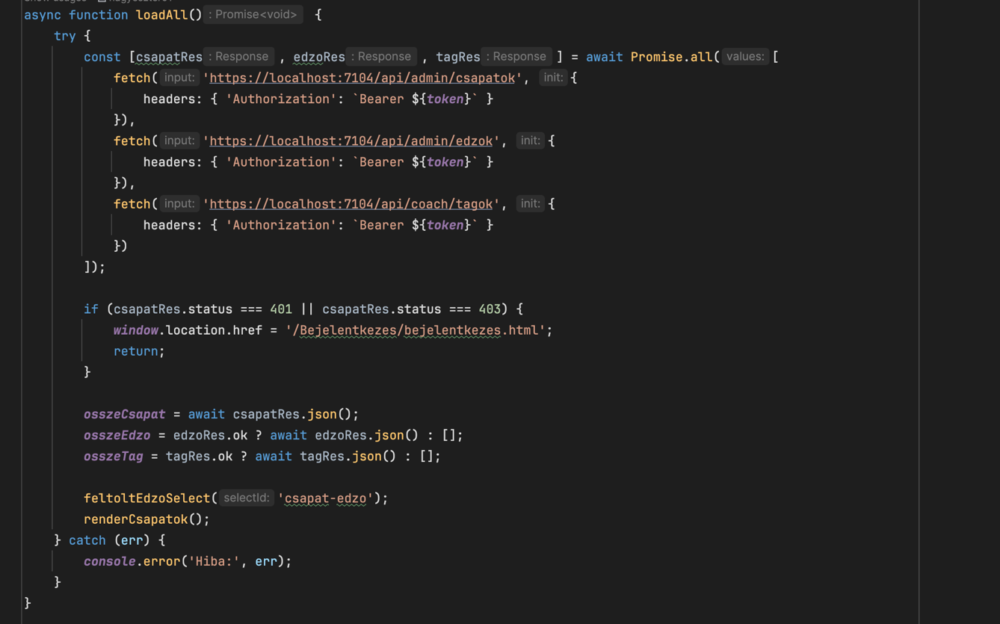 async function loadAll() : Promise<void> {
    try {
        const [csapatRes : Response , edzoRes : Response , tagRes : Response ] = await Promise.all( values: [
            fetch( input: 'https://localhost:7104/api/admin/csapatok', init: {
                headers: { 'Authorization': `Bearer ${token}` }
            }),
            fetch( input: 'https://localhost:7104/api/admin/edzok', init: {
                headers: { 'Authorization': `Bearer ${token}` }
            }),
            fetch( input: 'https://localhost:7104/api/coach/tagok', init: {
                headers: { 'Authorization': `Bearer ${token}` }
            })
        ]);

        if (csapatRes.status === 401 || csapatRes.status === 403) {
            window.location.href = '/Bejelentkezes/bejelentkezes.html';
            return;
        }

        osszeCsapat = await csapatRes.json();
        osszeEdzo = edzoRes.ok ? await edzoRes.json() : [];
        osszeTag = tagRes.ok ? await tagRes.json() : [];

        feltoltEdzoSelect( selectId: 'csapat-edzo');
        renderCsapatok();
    } catch (err) {
        console.error('Hiba:', err);
    }
}